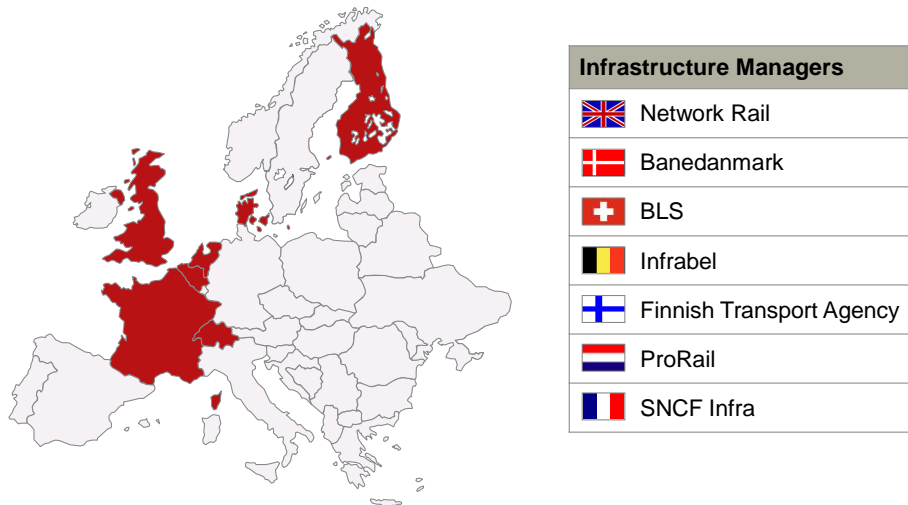 Infrastructure Managers
Network Rail
Banedanmark
BLS
Infrabel
Finnish Transport Agency
ProRail
SNCF Infra